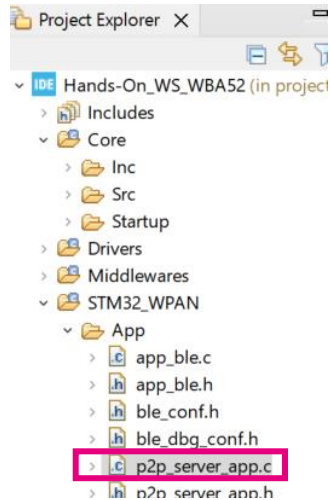 Project Explorer
IDE Hands-On_WS_WBA52 (in project
Includes
Core
Inc
Src
Startup
Drivers
Middlewares
STM32_WPAN
App
.c app_ble.c
.h app_ble.h
.h ble_conf.h
.h ble_dbg_conf.h
.c p2p_server_app.c
.h p2p_server_app.h